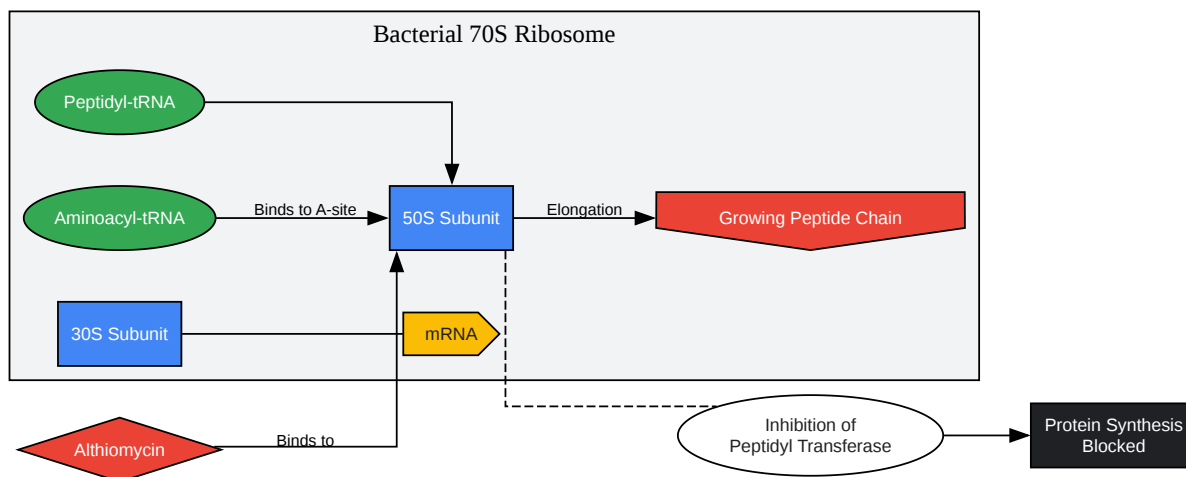 Bacterial 70S Ribosome
Peptidyl-tRNA
Aminoacyl-tRNA
Binds to A-site
50S Subunit
Elongation
Growing Peptide Chain
30S Subunit
mRNA
Althiomycin
Binds to
Inhibition of
Peptidyl Transferase
Protein Synthesis
Blocked